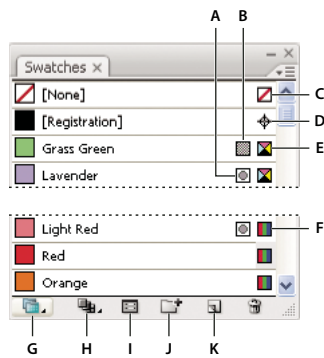 A B
Swatches
[None]
C
[Registration]
D
Grass Green
E
Lavender
Light Red
F
Red
Orange
G H I J K